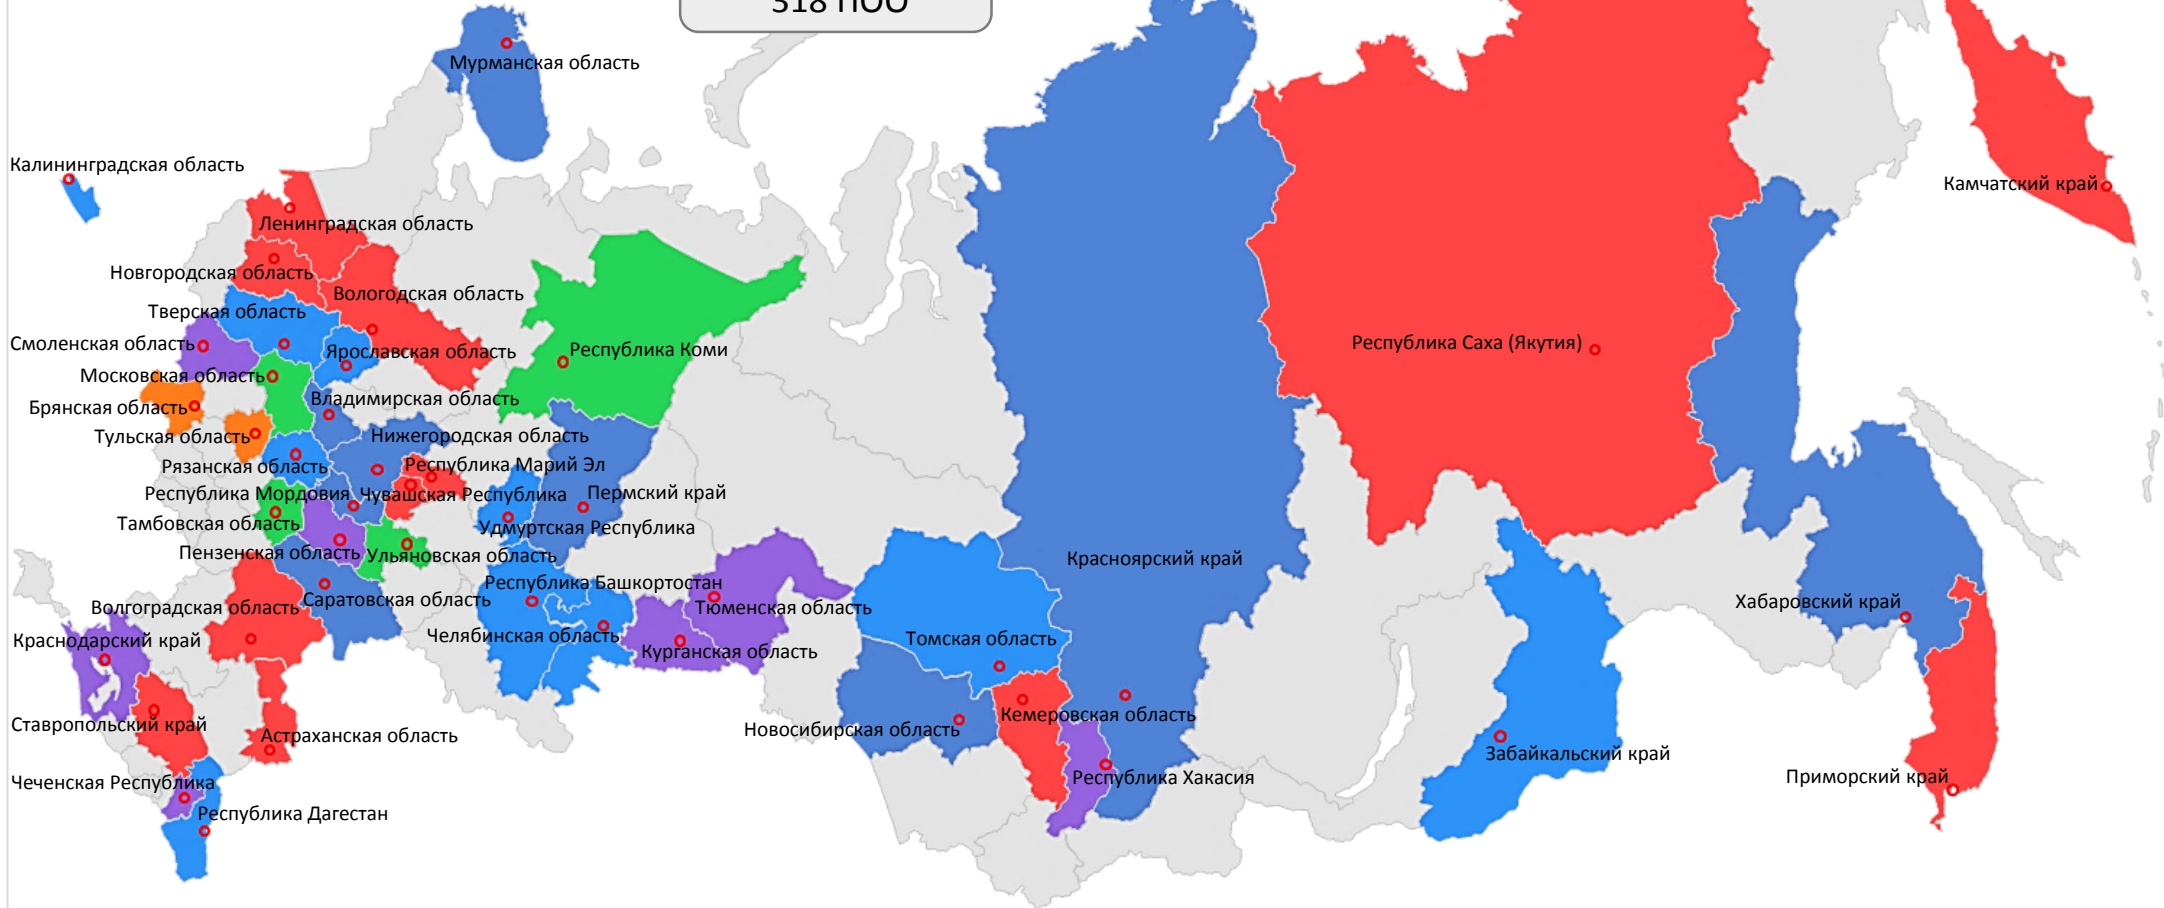 318 ПОО
Мурманская область
Калининградская область
Камчатский край
Ленинградская область
Новгородская область
Вологодская область
Тверская область
Смоленская область
Ярославская область
Республика Коми
Республика Саха (Якутия)
Московская область
Владимирская область
Брянская область
Тульская область
Нижегородская область
Рязанская область
Республика Марий Эл
Республика Мордовия
Чувашская Республика
Пермский край
Тамбовская область
Удмуртская Республика
Пензенская область
Ульяновская область
Красноярский край
Республика Башкортостан
Волгоградская область
Саратовская область
Тюменская область
Хабаровский край
Краснодарский край
Челябинская область
Томская область
Курганская область
Ставропольский край
Кемеровская область
Новосибирская область
Астраханская область
Забайкальский край
Республика Хакасия
Приморский край
Чеченская Республика
Республика Дагестан